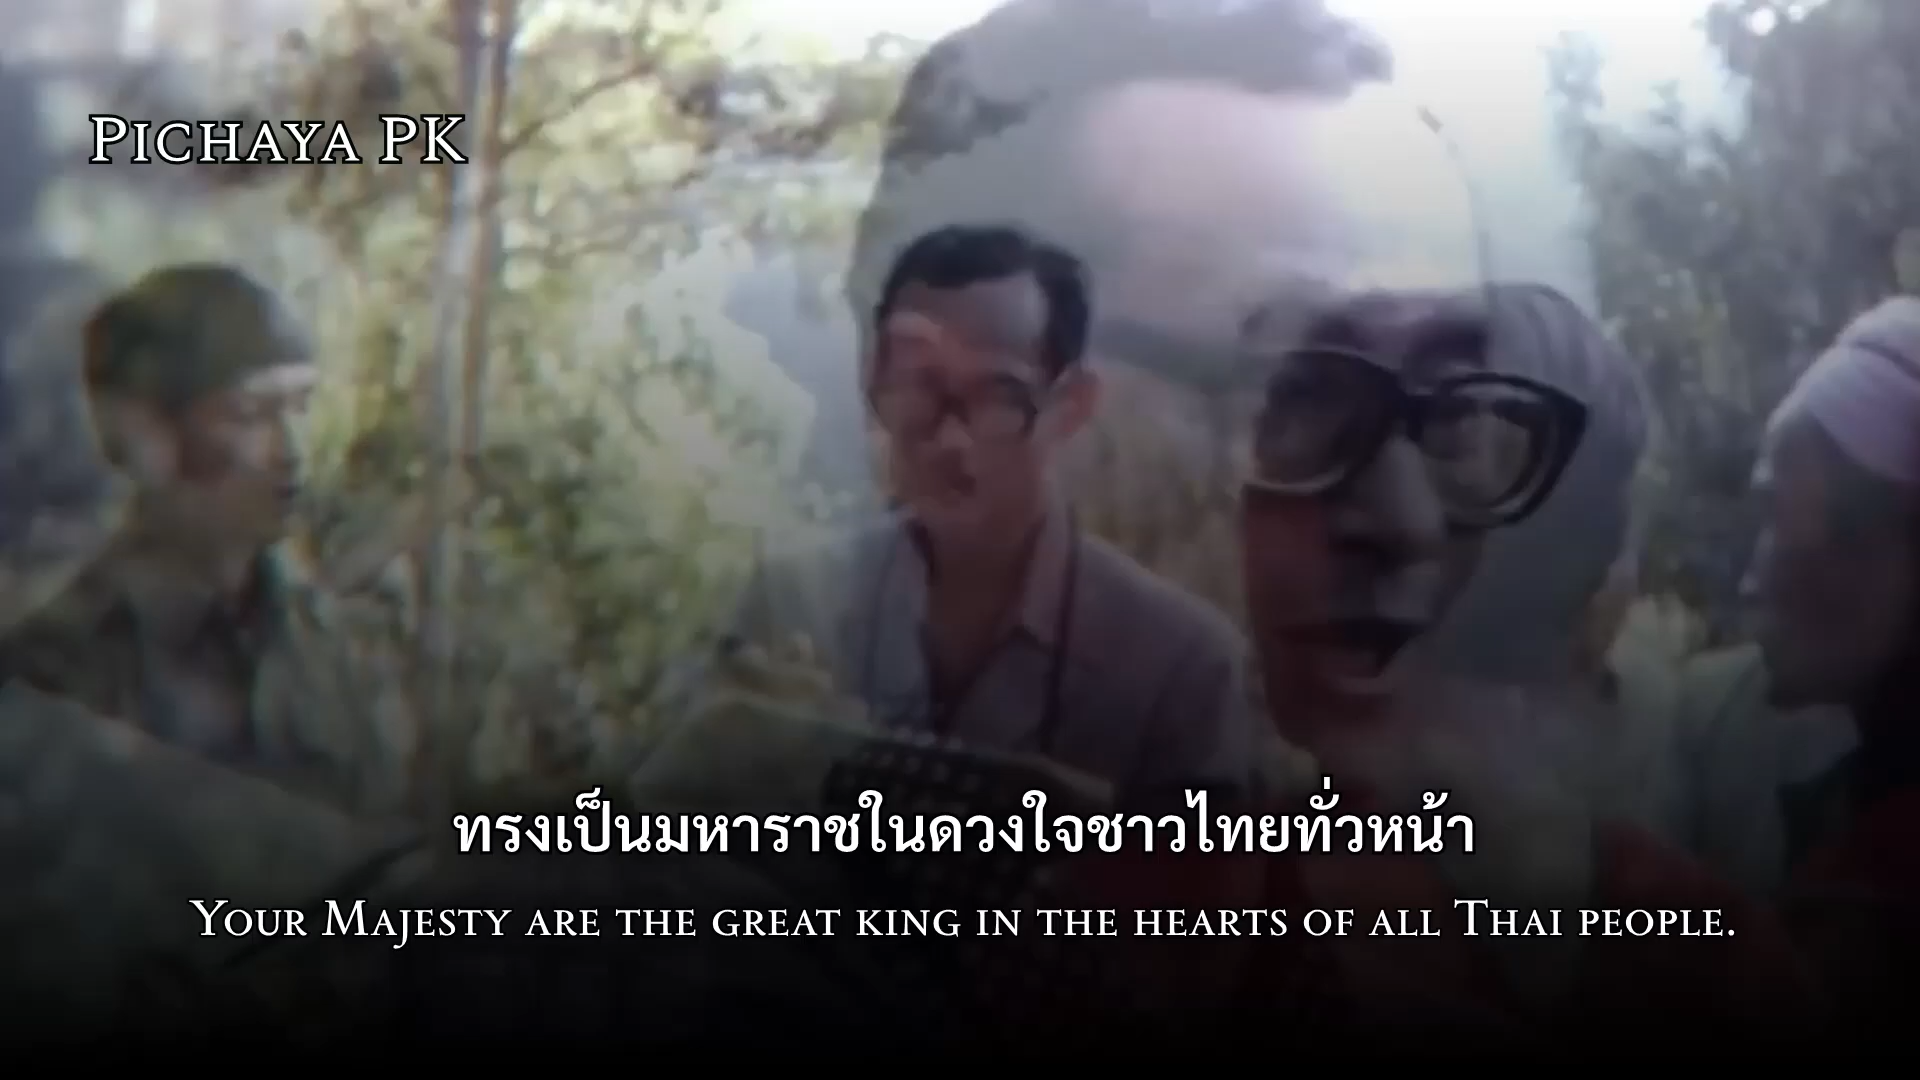 Pichaya PK
ทรงเป็นมหาราชในดวงใจชาวไทยทั่วหน้า
Your Majesty are the great king in the hearts of all Thai people.